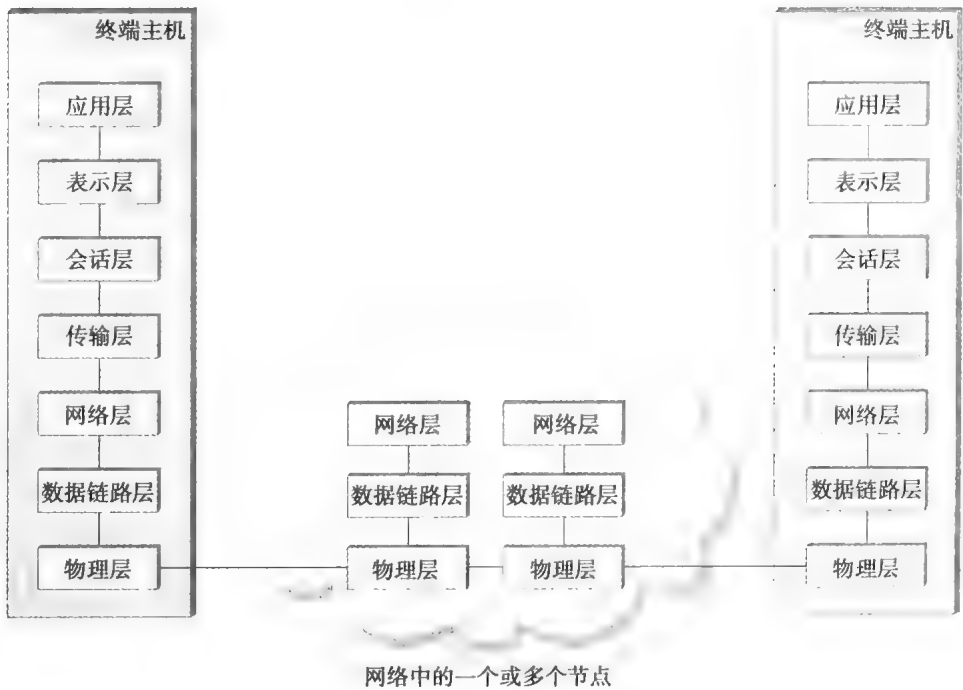 终端主机
应用层
表示层
会话层
传输层
网络层
数据链路层
物理层
网络层
数据链路层
物理层
网络层
数据链路层
物理层
终端主机
应用层
表示层
会话层
传输层
网络层
数据链路层
物理层
网络中的一个或多个节点